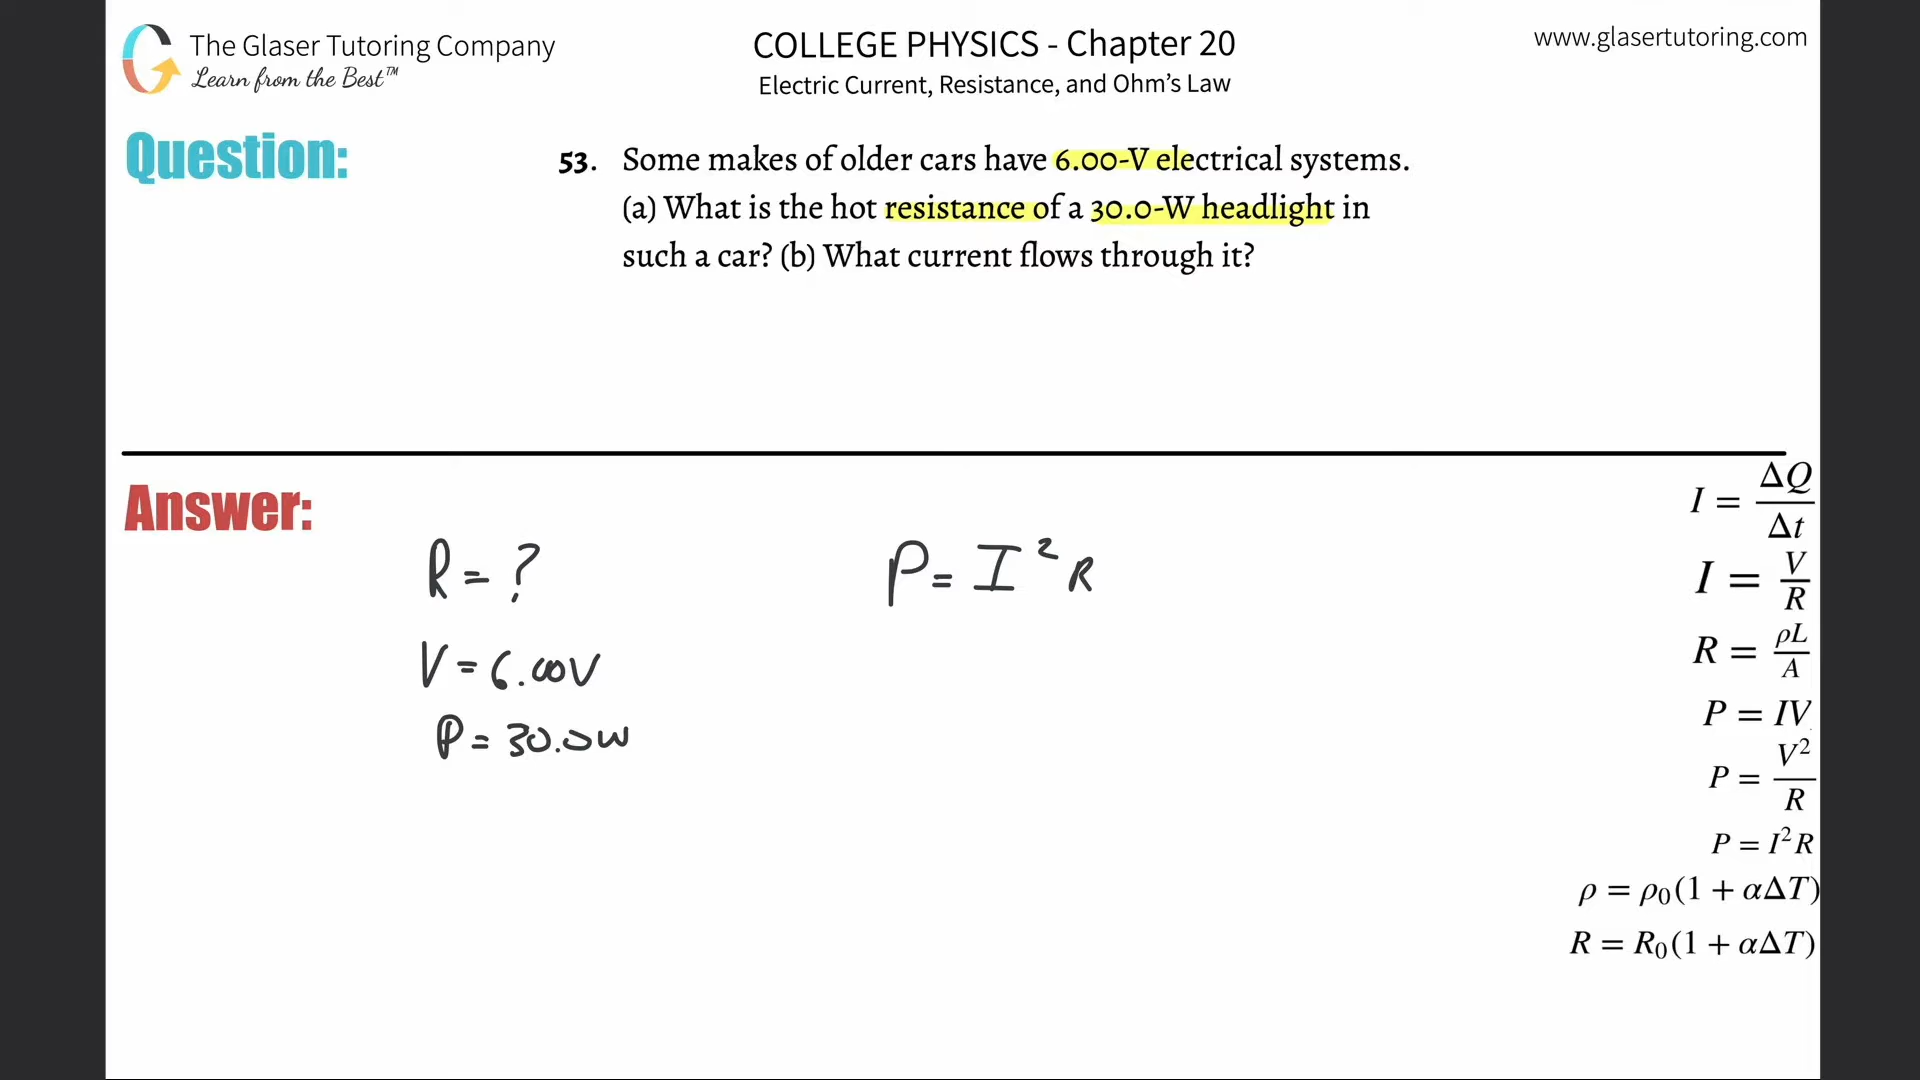 The Glaser Tutoring Company
Learn from the Best™
COLLEGE PHYSICS - Chapter 20
Electric Current, Resistance, and Ohm’s Law
www.glasertutoring.com
Question:
53. Some makes of older cars have 6.00-V electrical systems.
(a) What is the hot resistance of a 30.0-W headlight in
such a car? (b) What current flows through it?
Answer:
R = ?
V = 6.00V
P = 30.0W
P = I²R
I = ΔQ/Δt
I = V/R
R = ρL/A
P = IV
P = V²/R
P = I²R
ρ = ρ₀(1 + αΔT)
R = R₀(1 + αΔT)